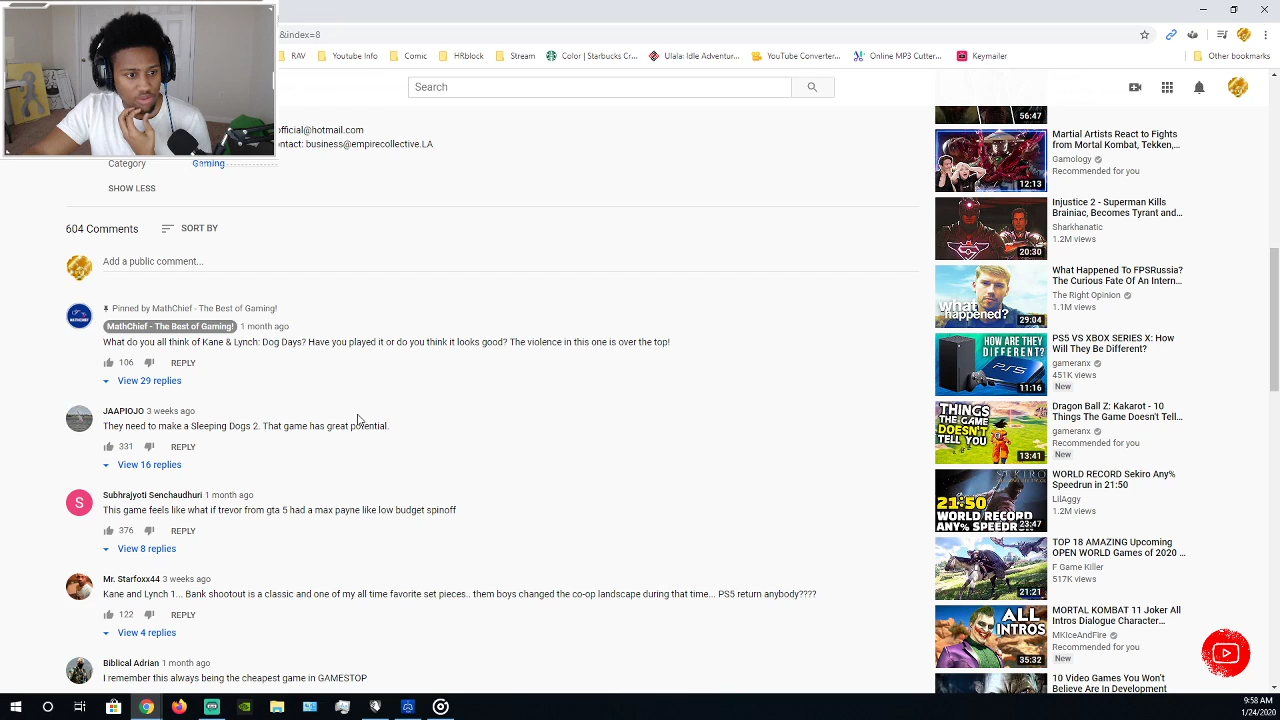 &index=8
RAV
Youtube Info
Comic
HRblock
Stream
Color | Starbucks Cr...
Ulala: Idle Adventur...
YouTube Converter...
Online MP3 Cutter...
Keymailer
Other bookmarks
Search
official@hotmail.com
tact: business@empirecollective.LA
Category
Gaming
SHOW LESS
604 Comments
SORT BY
Add a public comment...
Pinned by MathChief - The Best of Gaming!
MathChief - The Best of Gaming! 1 month ago
What do you all think of Kane & Lynch: Dog Days? Have you played it or do you think it looks good? The violence in this one is over the top!
106 REPLY
View 29 replies
JAAPIOJO 3 weeks ago
They need to make a Sleeping Dogs 2. That game has great potential.
331 REPLY
View 16 replies
S
Subhrajyoti Senchaudhuri 1 month ago
This game feels like what if trevor from gta 5 had a max payne like low budget spinoff
376 REPLY
View 8 replies
Mr. Starfoxx44 3 weeks ago
Kane and Lynch 1... Bank shootout is a classic and one of my all time favorite set pieces.. them boys changed the co-op landscape during that time... PS5 return anybody????
122 REPLY
View 4 replies
Biblical Adrian 1 month ago
I remember this always being the cheapest game in GAMESTOP
56:47
Martial Artists React to Fights
from Mortal Kombat, Tekken,...
Gamology
Recommended for you
12:13
Injustice 2 - Superman Kills
Brainiac, Becomes Tyrant and...
Sharkhanatic
1.2M views
20:30
What Happened To FPSRussia?
The Curious Fate Of An Intern...
The Right Opinion
1.1M views
what
happened?
29:04
PS5 VS XBOX SERIES X: How
Will They Be Different?
gameranx
451K views
New
HOW ARE THEY
DIFFERENT?
11:16
Dragon Ball Z: Kakarot - 10
Things The Game Doesn't Tell...
gameranx
Recommended for you
New
THINGS
THE GAME
DOESN'T
TELL YOU
13:41
WORLD RECORD Sekiro Any%
Speedrun in 21:50
LilAggy
1.2M views
SEKIRO
21:50
WORLD RECORD
ANY% SPEEDRUN
23:47
TOP 18 AMAZING Upcoming
OPEN WORLD Games of 2020 ...
F Game Killer
517K views
21:21
MORTAL KOMBAT 11 Joker All
Intros Dialogue Character...
MKIceAndFire
Recommended for you
New
ALL
INTROS
35:32
10 Video Games You Won't
Believe Are in Development
9:58 AM
1/24/2020